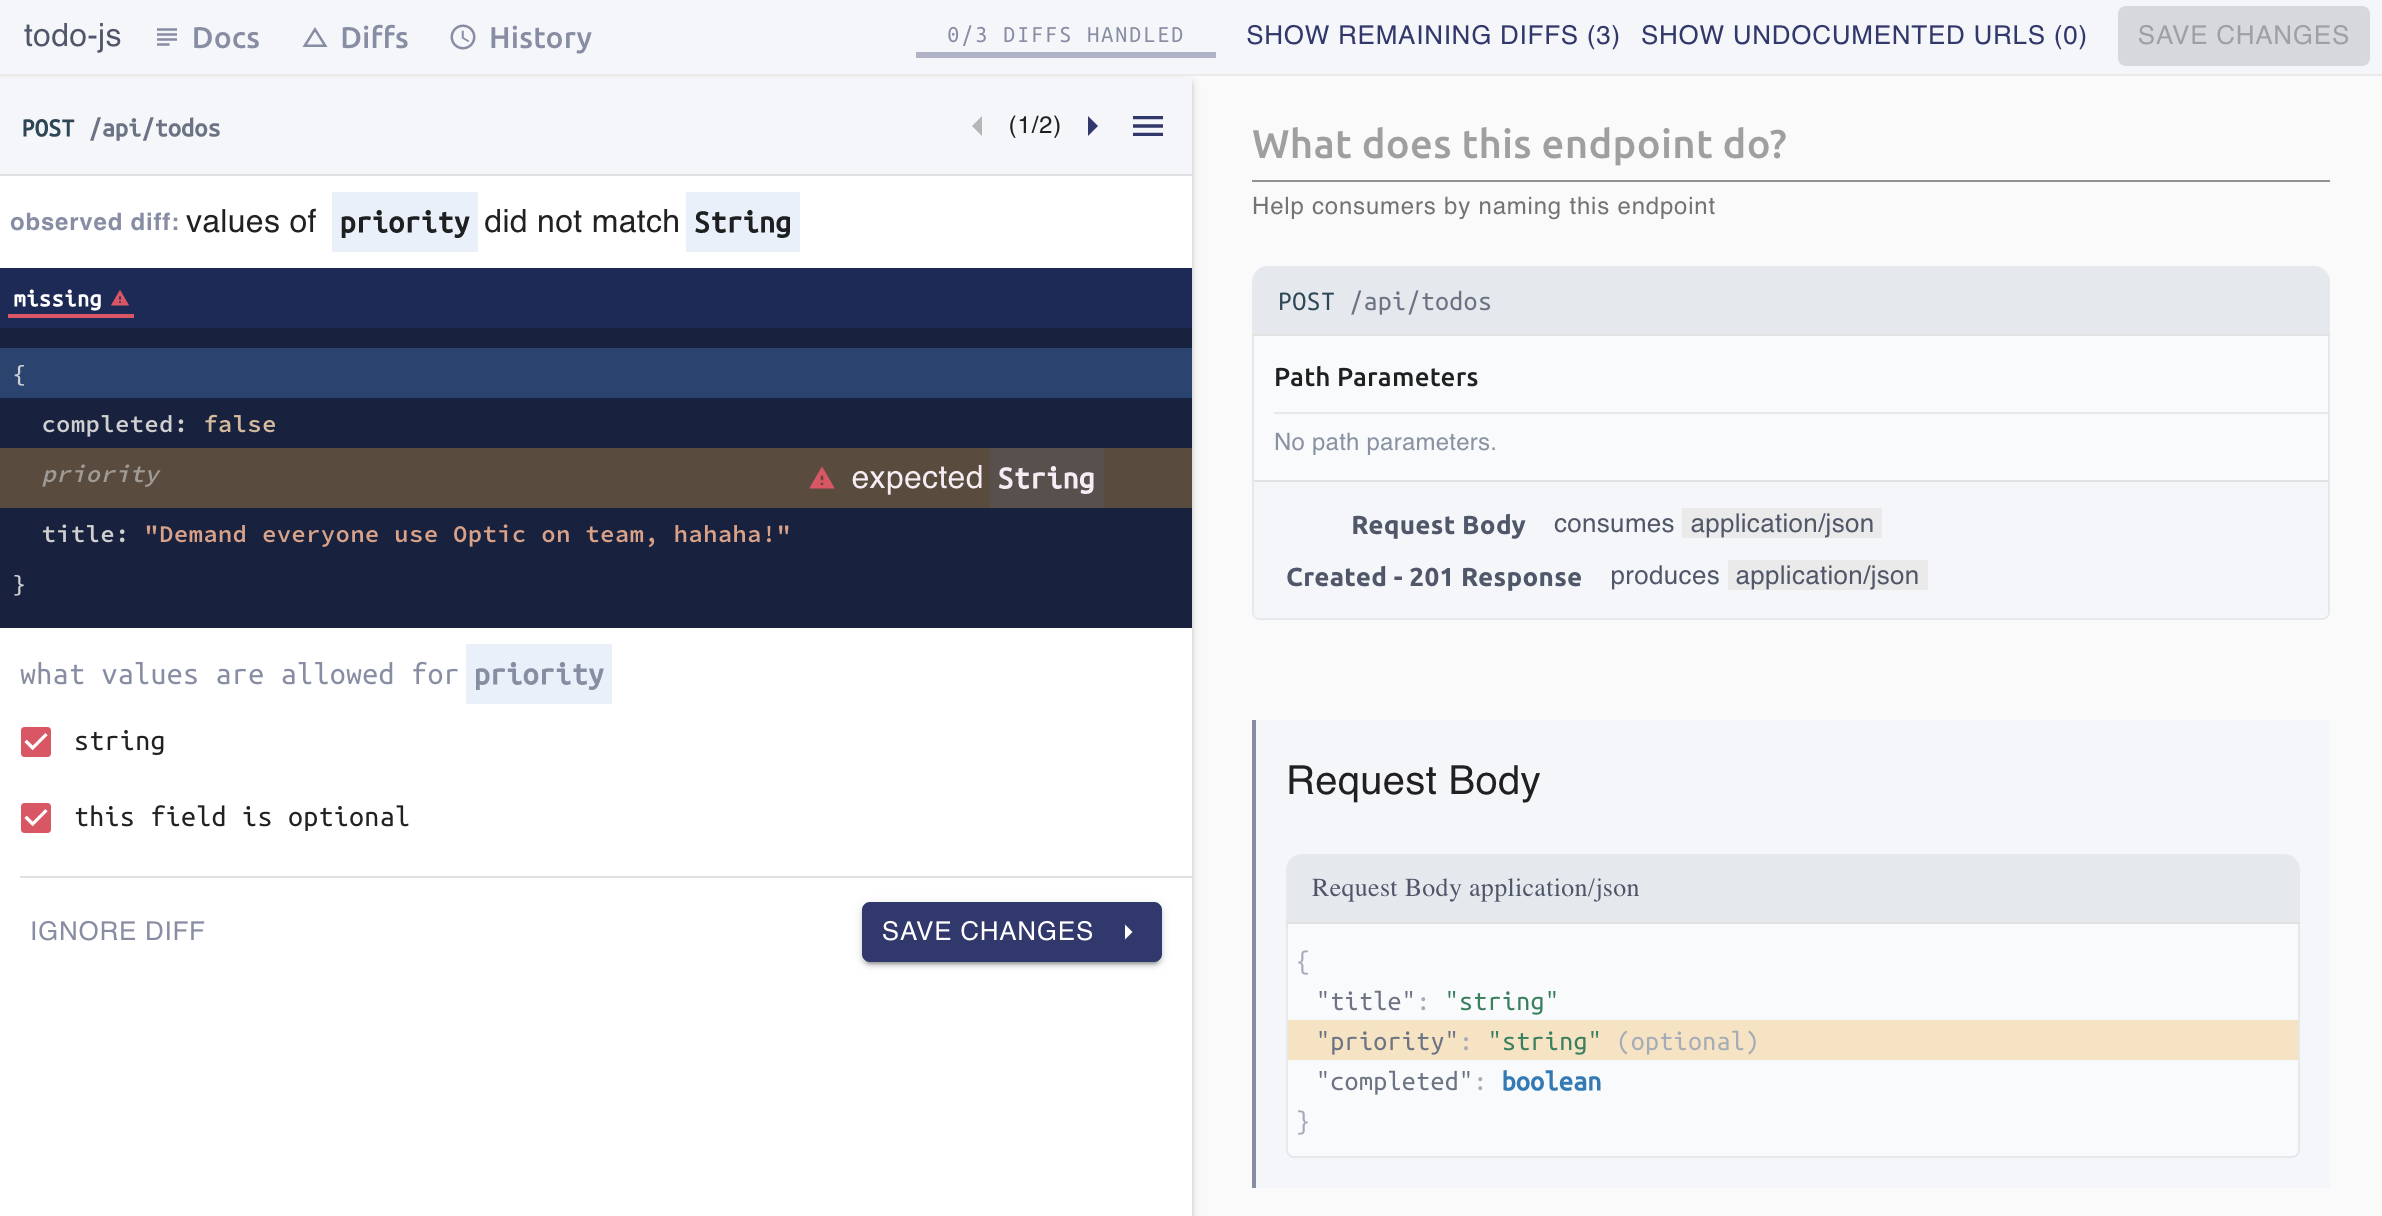 todo-js Docs Diffs History 0/3 DIFFS HANDLED SHOW REMAINING DIFFS (3) SHOW UNDOCUMENTED URLS (0) SAVE CHANGES
POST /api/todos (1/2)
observed diff: values of priority did not match String
missing
{
completed: false
priority expected String
title: "Demand everyone use Optic on team, hahaha!"
}
what values are allowed for priority
string
this field is optional
IGNORE DIFF SAVE CHANGES
What does this endpoint do?
Help consumers by naming this endpoint
POST /api/todos
Path Parameters
No path parameters.
Request Body consumes application/json
Created - 201 Response produces application/json
Request Body
Request Body application/json
{
"title": "string"
"priority": "string" (optional)
"completed": boolean
}